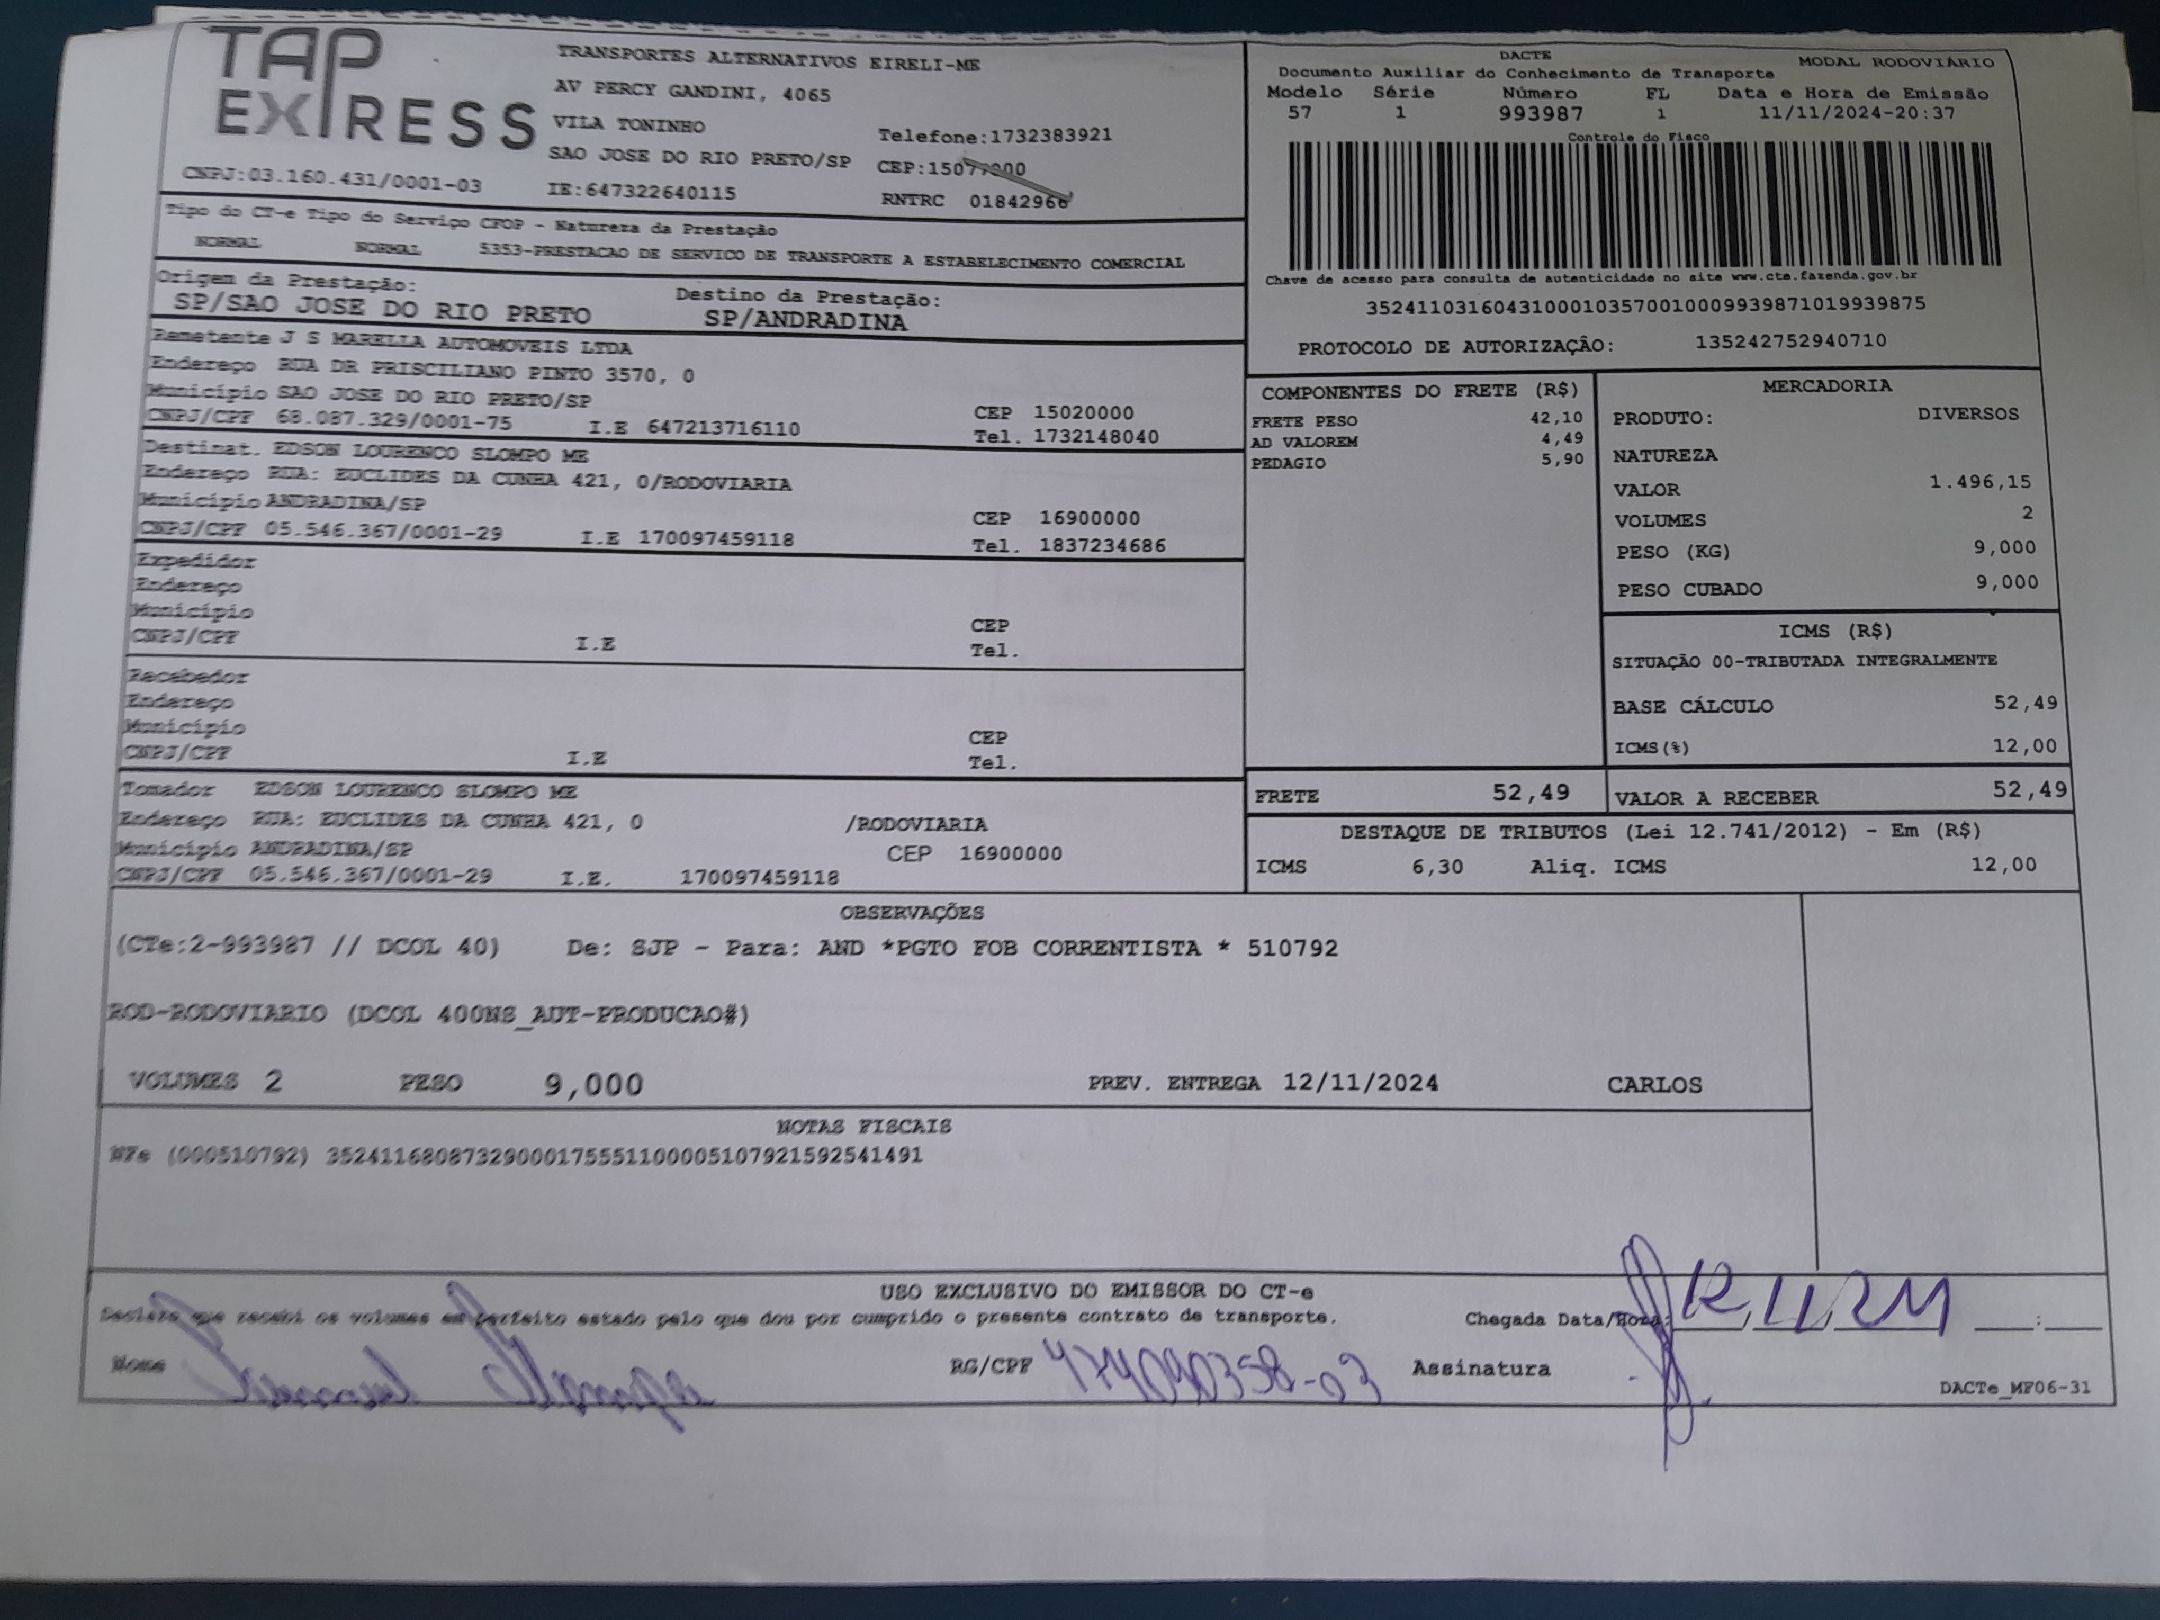 TAP
EXPRESS
TRANSPORTES ALTERNATIVOS EIRELI-ME
AV PERCY GANDINI, 4065
VILA TONINHO
Telefone:1732383921
SAO JOSE DO RIO PRETO/SP CEP:15077000
CNPJ:03.160.431/0001-03 IE:647322640115 RNTRC 01842966
Tipo do CT-e Tipo do Serviço CFOP - Natureza da Prestação
NORMAL NORMAL 5353-PRESTACAO DE SERVICO DE TRANSPORTE A ESTABELECIMENTO COMERCIAL
Origem da Prestação: Destino da Prestação:
SP/SAO JOSE DO RIO PRETO SP/ANDRADINA
Remetente J S MARELLA AUTOMOVEIS LTDA
Endereço RUA DR PRISCILIANO PINTO 3570, 0
Município SAO JOSE DO RIO PRETO/SP CEP 15020000
CNPJ/CPF 68.087.329/0001-75 I.E 647213716110 Tel. 1732148040
Destinat. EDSON LOURENCO SLOMPO ME
Endereço RUA: EUCLIDES DA CUNHA 421, 0/RODOVIARIA
Município ANDRADINA/SP CEP 16900000
CNPJ/CPF 05.546.367/0001-29 I.E 170097459118 Tel. 1837234686
Expedidor
Endereço
Município CEP
CNPJ/CPF I.E Tel.
Recebedor
Endereço
Município CEP
CNPJ/CPF I.E Tel.
Tomador EDSON LOURENCO SLOMPO ME
Endereço RUA: EUCLIDES DA CUNHA 421, 0 /RODOVIARIA
Município ANDRADINA/SP CEP 16900000
CNPJ/CPF 05.546.367/0001-29 I.E. 170097459118
DACTE MODAL RODOVIÁRIO
Documento Auxiliar do Conhecimento de Transporte
Modelo Série Número FL Data e Hora de Emissão
57 1 993987 1 11/11/2024-20:37
Controle do Fisco
Chave de acesso para consulta de autenticidade no site www.cte.fazenda.gov.br
35241103160431000103570010009939871019939875
PROTOCOLO DE AUTORIZAÇÃO: 135242752940710
COMPONENTES DO FRETE (R$)
FRETE PESO 42,10
AD VALOREM 4,49
PEDAGIO 5,90
MERCADORIA
PRODUTO: DIVERSOS
NATUREZA
VALOR 1.496,15
VOLUMES 2
PESO (KG) 9,000
PESO CUBADO 9,000
ICMS (R$)
SITUAÇÃO 00-TRIBUTADA INTEGRALMENTE
BASE CÁLCULO 52,49
ICMS(%) 12,00
FRETE 52,49 VALOR A RECEBER 52,49
DESTAQUE DE TRIBUTOS (Lei 12.741/2012) - Em (R$)
ICMS 6,30 Aliq. ICMS 12,00
OBSERVAÇÕES
(CTe:2-993987 // DCOL 40) De: SJP - Para: AND *PGTO FOB CORRENTISTA * 510792
ROD-RODOVIARIO (DCOL 400NS_AUT-PRODUCAO#)
VOLUMES 2 PESO 9,000 PREV. ENTREGA 12/11/2024 CARLOS
NOTAS FISCAIS
NFe (000510792) 35241168087329000175551100005107921592541491
USO EXCLUSIVO DO EMISSOR DO CT-e
Declaro que recebi os volumes em perfeito estado pelo que dou por cumprido o presente contrato de transporte. Chegada Data/Hora: 12 11 24 :
Nome RG/CPF 474090358-03 Assinatura
DACTe_MF06-31